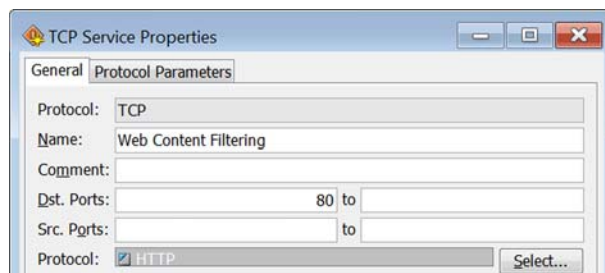 TCP Service Properties
General Protocol Parameters
Protocol: TCP
Name: Web Content Filtering
Comment:
Dst. Ports: 80 to
Src. Ports: to
Protocol: HTTP Select...